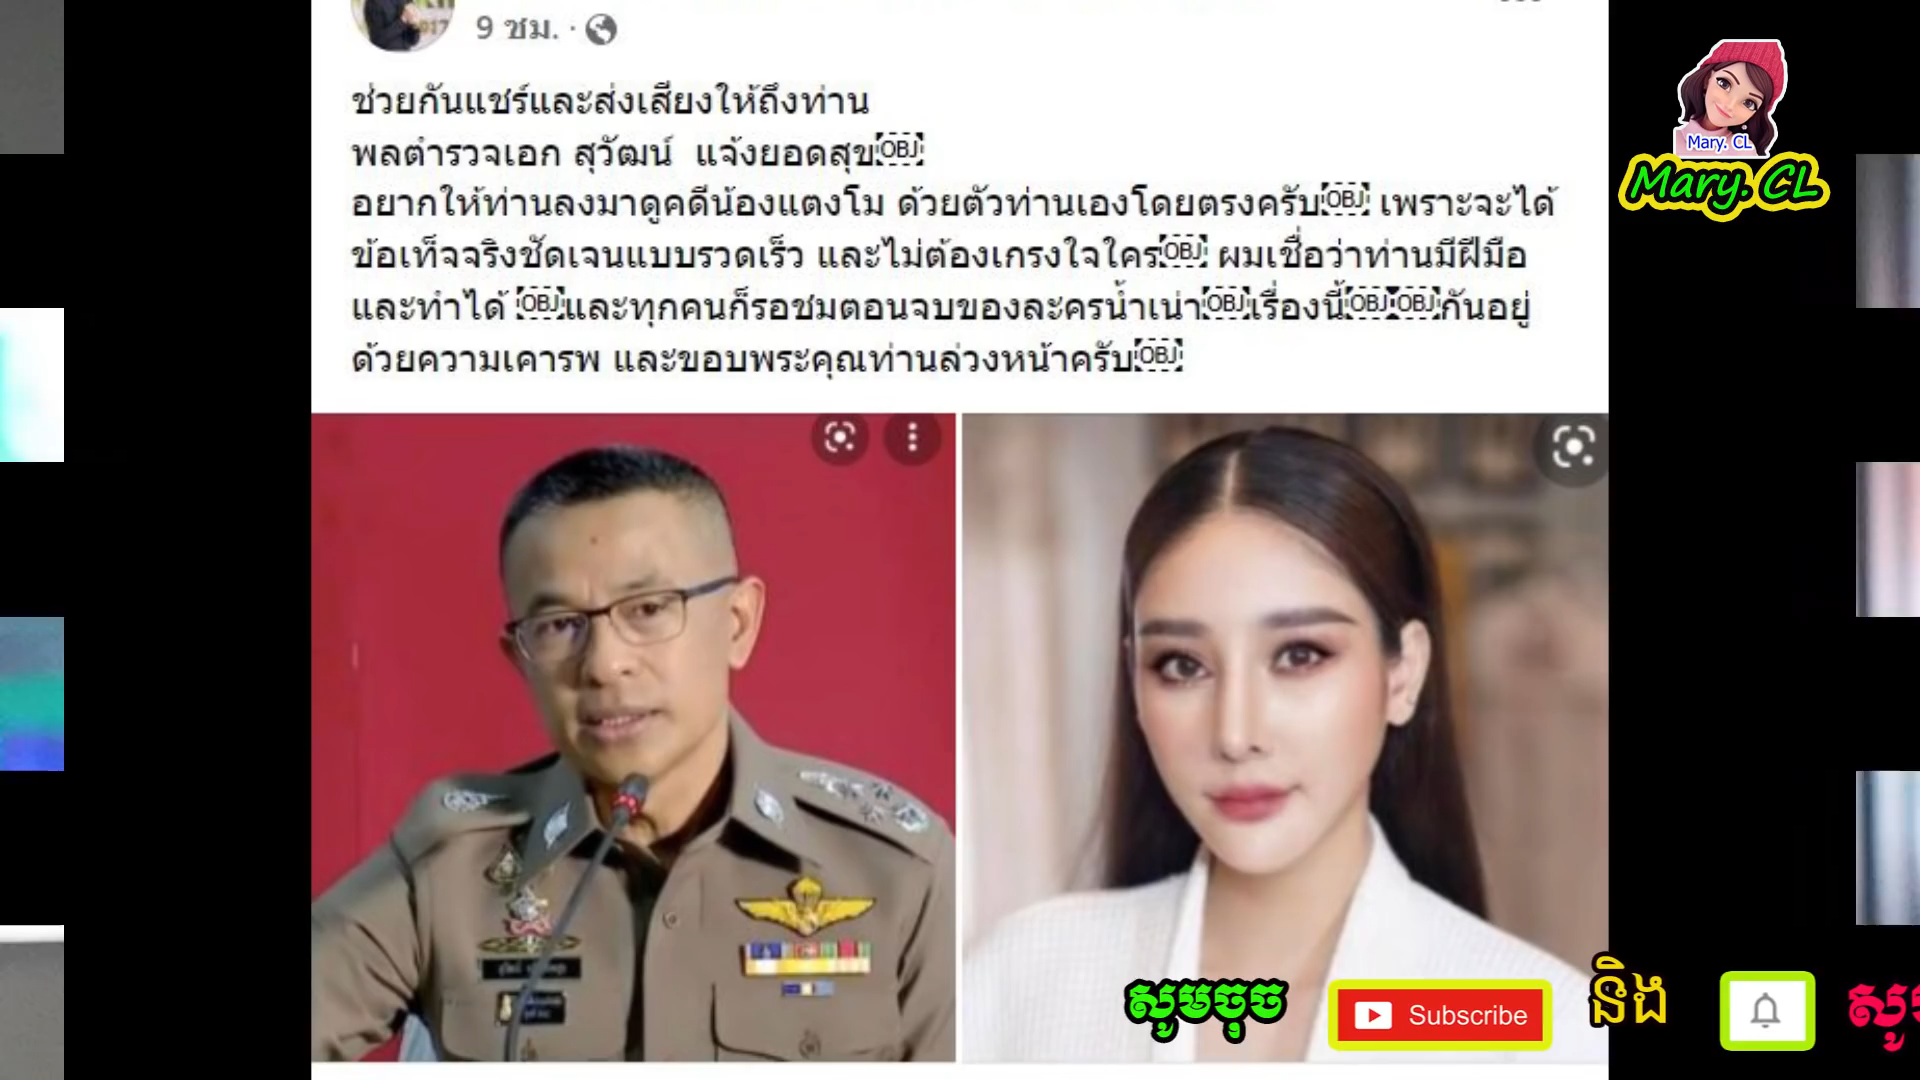 9 ชม. ·
ช่วยกันแชร์และส่งเสียงให้ถึงท่าน
พลตำรวจเอก สุวัฒน์ แจ้งยอดสุข
อยากให้ท่านลงมาดูคดีน้องแตงโม ด้วยตัวท่านเองโดยตรงครับ เพราะจะได้
ข้อเท็จจริงชัดเจนแบบรวดเร็ว และไม่ต้องเกรงใจใคร ผมเชื่อว่าท่านมีฝีมือ
และทำได้ และทุกคนก็รอชมตอนจบของละครน้ำเน่าเรื่องนี้กันอยู่
ด้วยความเคารพ และขอบพระคุณท่านล่วงหน้าครับ
Mary. CL
Mary. CL
សូមចុច Subscribe និង